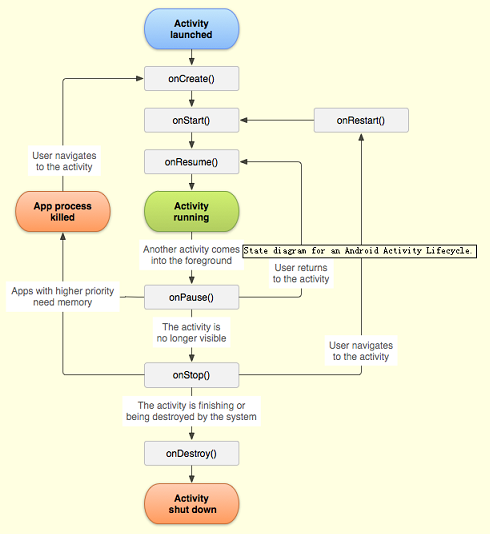 Activity
launched
onCreate()
onStart()
onRestart()
User navigates
to the activity
onResume()
App process
killed
Activity
running
Another activity comes
into the foreground
State diagram for an Android Activity Lifecycle.
User returns
to the activity
Apps with higher priority
need memory
onPause()
The activity is
no longer visible
User navigates
to the activity
onStop()
The activity is finishing or
being destroyed by the system
onDestroy()
Activity
shut down